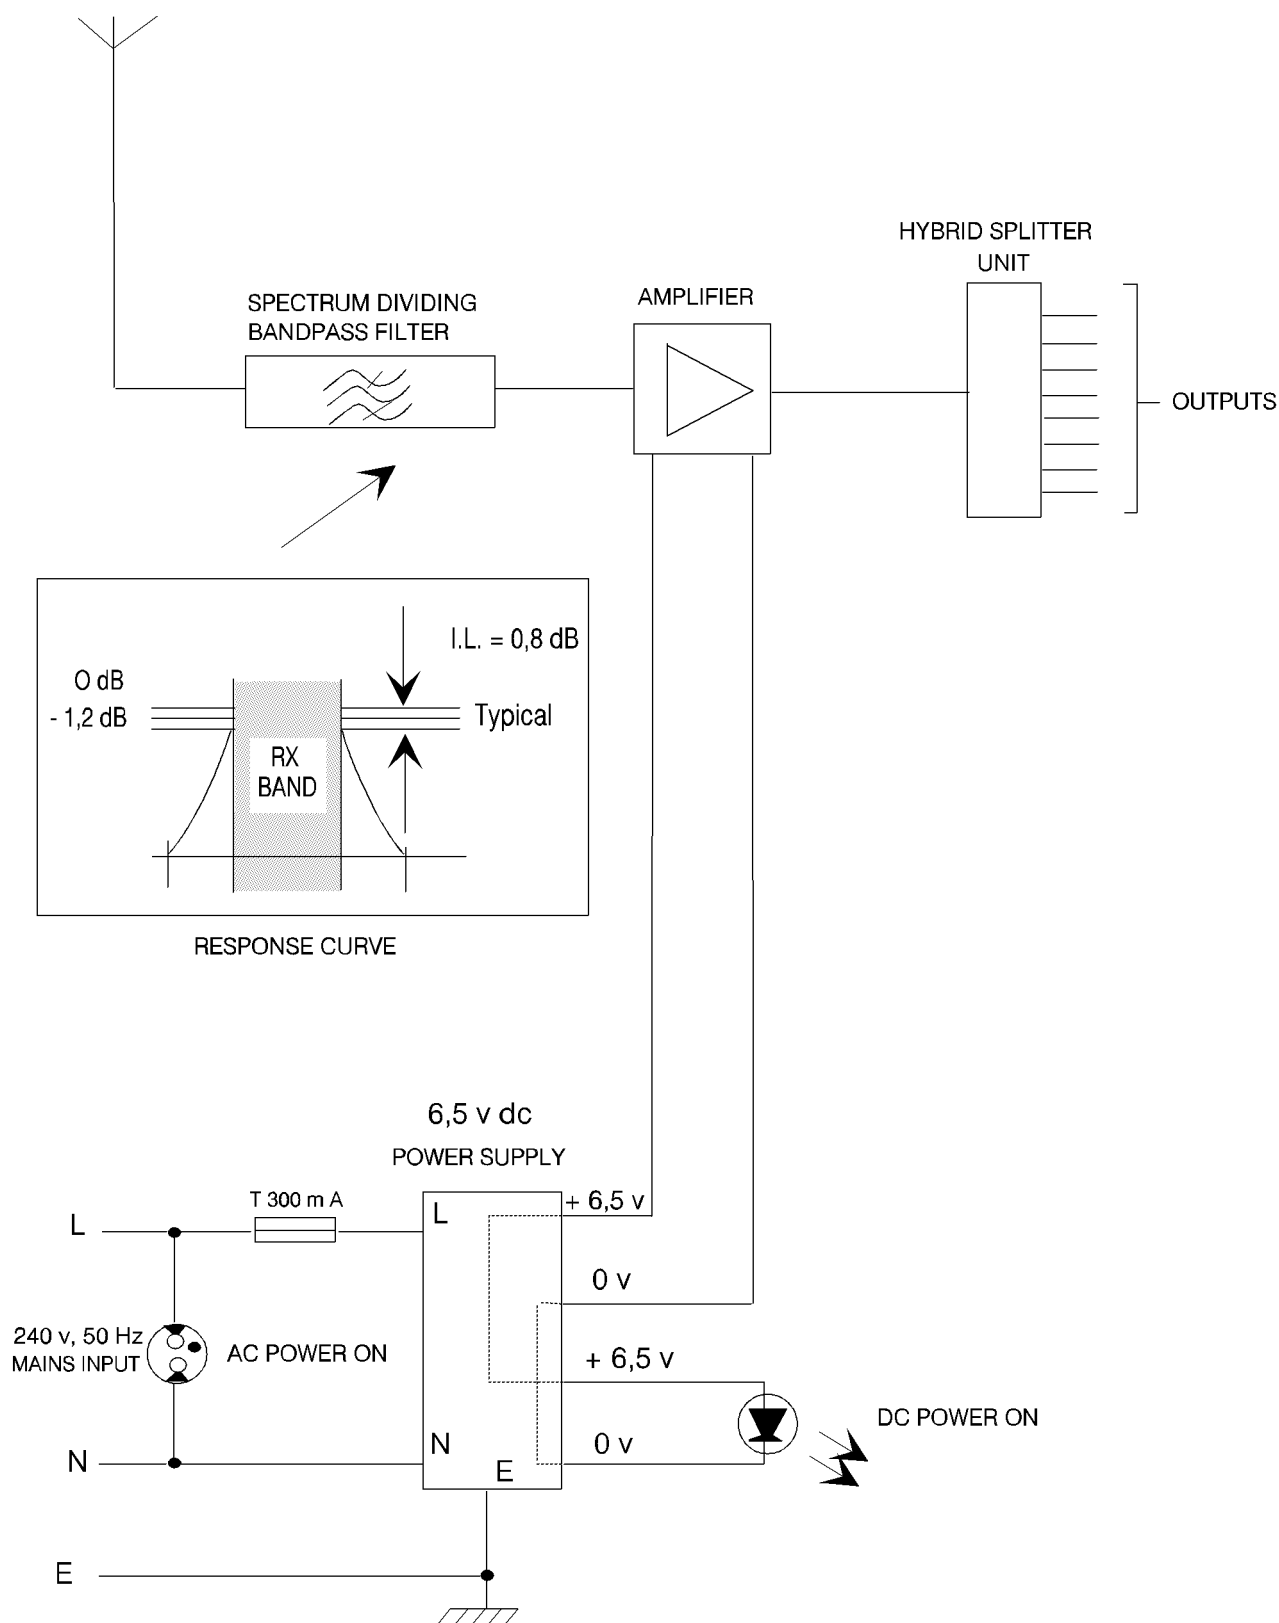 HYBRID SPLITTER
UNIT
SPECTRUM DIVIDING
BANDPASS FILTER
AMPLIFIER
OUTPUTS
I.L. = 0,8 dB
O dB
- 1,2 dB
Typical
RX
BAND
RESPONSE CURVE
6,5 v dc
POWER SUPPLY
T 300 m A
L
L
+ 6,5 v
0 v
240 v, 50 Hz
MAINS INPUT
AC POWER ON
+ 6,5 v
DC POWER ON
N
N
0 v
E
E